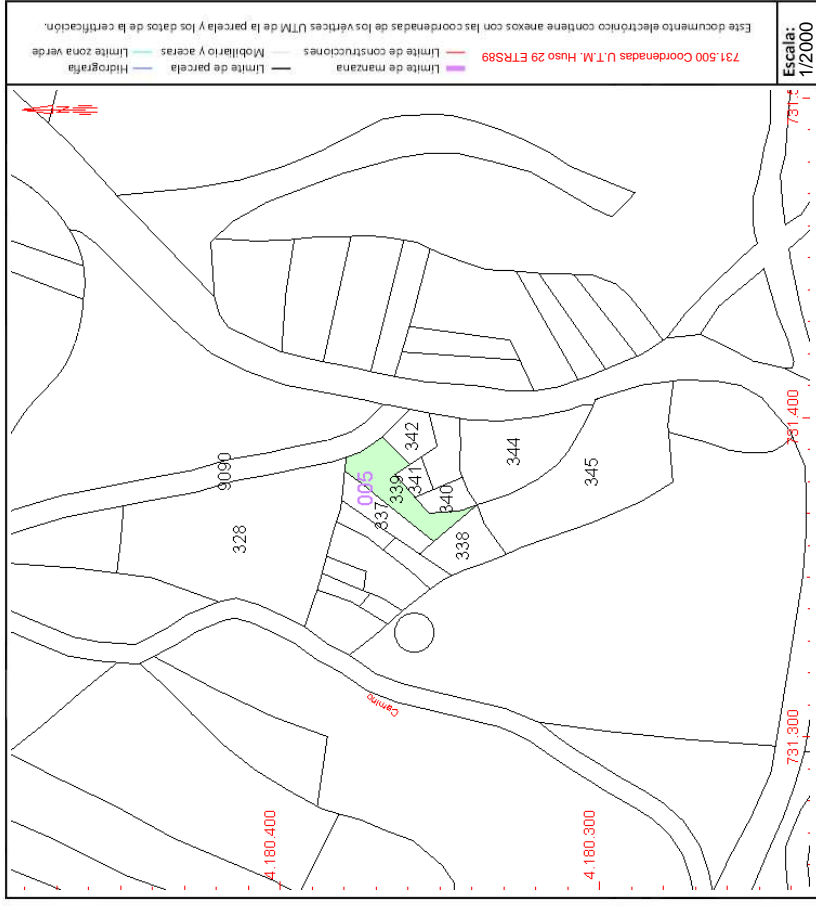 Este documento electrónico contiene anexos con las coordenadas de los vértices UTM de la parcela y los datos de la certificación.
731.500 Coordenadas U.T.M. Huso 29 ETRS89
Límite de manzana
Límite de construcciones
Límite de parcela
Mobiliario y aceras
Hidrografía
Límite zona verde
Escala:
1/2000
9090
328
005
337
339
342
341
340
338
344
345
Camino
4.180.400
4.180.300
731.400
731.300